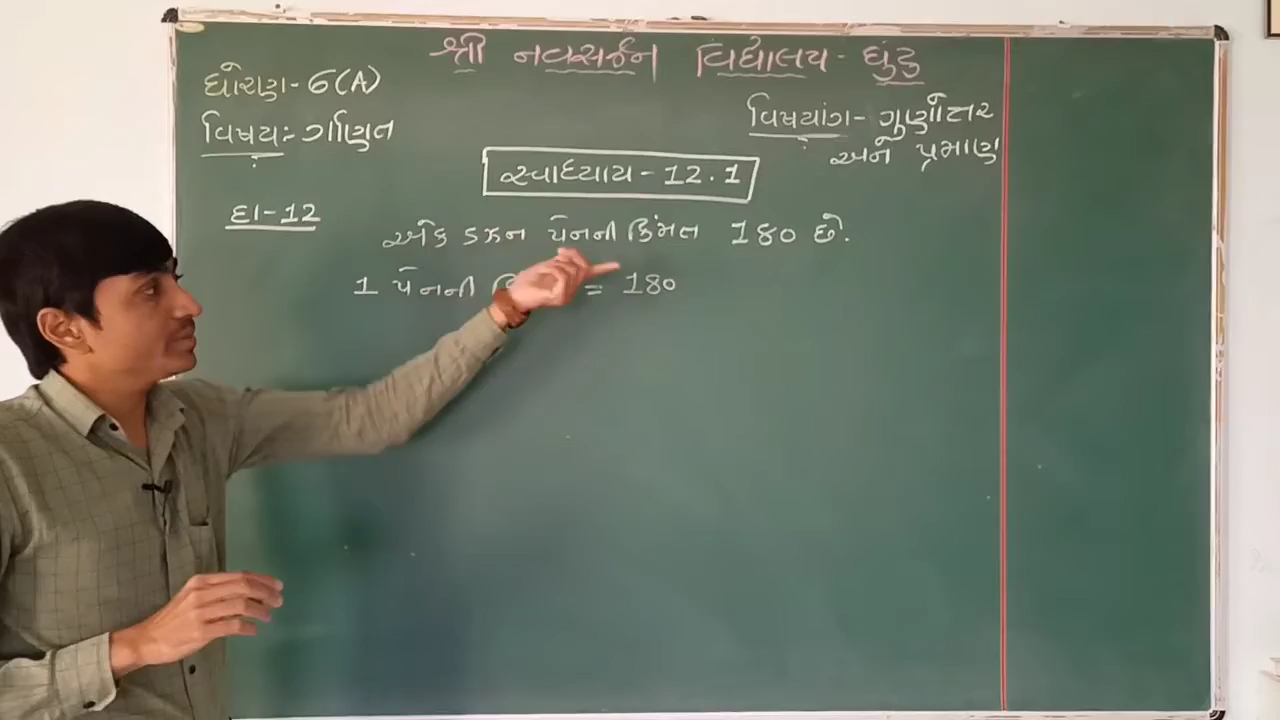 શ્રી નવસર્જન વિદ્યાલય - ઘુંટુ
ધોરણ - 6(A)
વિષય:- ગણિત
વિષયાંગ - ગુણોત્તર
અને પ્રમાણ
સ્વાધ્યાય - 12.1
દા-12
એક ડઝન પેનની કિંમત 180 છે.
1 પેનની = 180